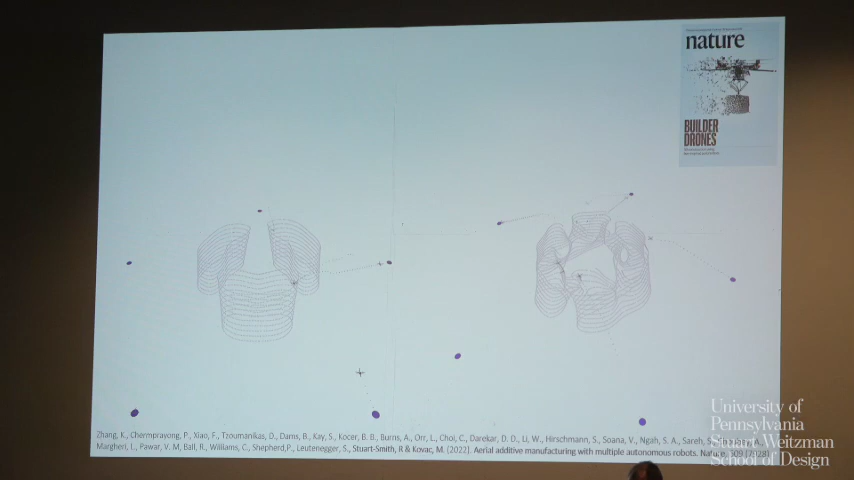 nature
BUILDER
DRONES
Zhang, K., Chermprayong, P., Xiao, F., Tzoumanikas, D., Dams, B., Kay, S., Kocer, B. B., Burns, A., Orr, L., Choi, C., Darekar, D. D., Li, W., Hirschmann, S., Soana, V., Ngah, S. A., Sareh, S.,
Margheri, L., Pawar, V. M, Ball, R., Williams, C., Shepherd,P., Leutenegger, S., Stuart-Smith, R & Kovac, M. (2022). Aerial additive manufacturing with multiple autonomous robots. Nature, 609 (7928)
University of
Pennsylvania
Stuart Weitzman
School of Design